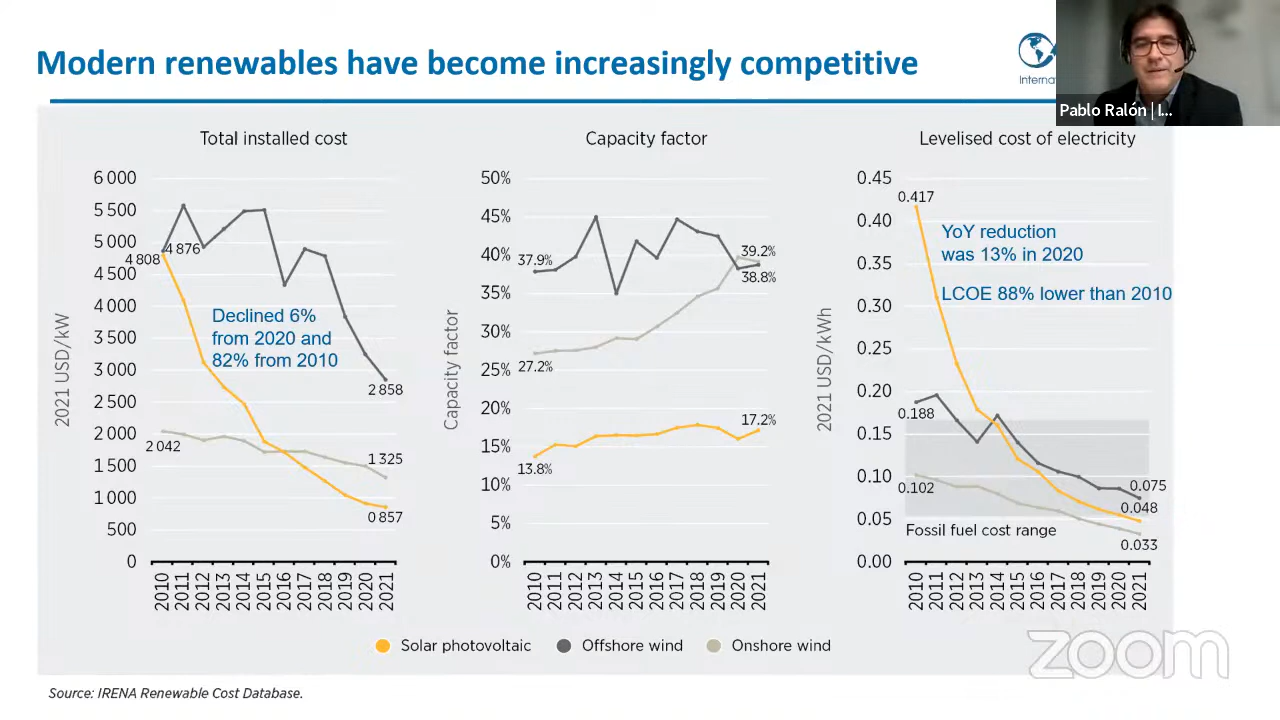 Modern renewables have become increasingly competitive
Internat
Pablo Ralón | I...
Total installed cost
2021 USD/kW
6 000
5 500
5 000
4 500
4 000
3 500
3 000
2 500
2 000
1 500
1 000
500
0
4 876
4 808
Declined 6%
from 2020 and
82% from 2010
2 858
2 042
1 325
0 857
2010 2011 2012 2013 2014 2015 2016 2017 2018 2019 2020 2021
Capacity factor
Capacity factor
50%
45%
40%
35%
30%
25%
20%
15%
10%
5%
0%
37.9%
39.2%
38.8%
27.2%
17.2%
13.8%
2010 2011 2012 2013 2014 2015 2016 2017 2018 2019 2020 2021
Levelised cost of electricity
2021 USD/kWh
0.45
0.40
0.35
0.30
0.25
0.20
0.15
0.10
0.05
0.00
0.417
YoY reduction
was 13% in 2020
LCOE 88% lower than 2010
0.188
0.102
0.075
0.048
Fossil fuel cost range
0.033
2010 2011 2012 2013 2014 2015 2016 2017 2018 2019 2020 2021
Solar photovoltaic
Offshore wind
Onshore wind
zoom
Source: IRENA Renewable Cost Database.